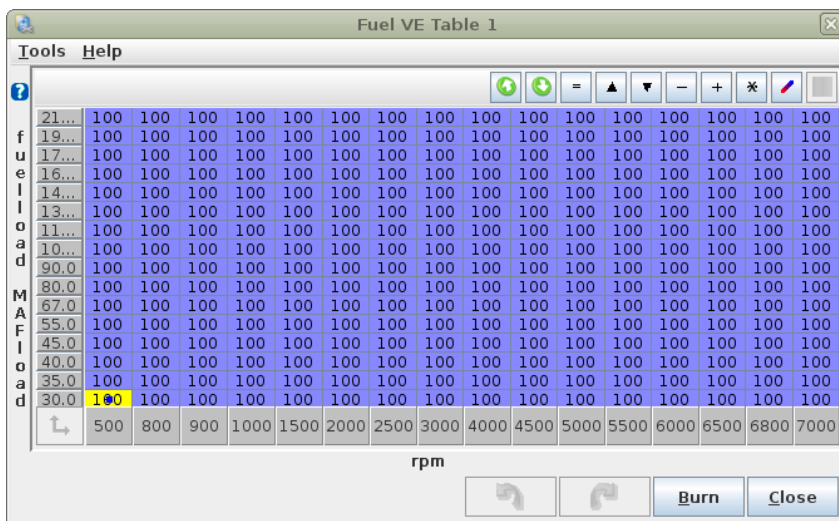 Fuel VE Table 1
Tools Help
= − + *
fuelload MAFload
21... 100 100 100 100 100 100 100 100 100 100 100 100 100 100 100 100
19... 100 100 100 100 100 100 100 100 100 100 100 100 100 100 100 100
17... 100 100 100 100 100 100 100 100 100 100 100 100 100 100 100 100
16... 100 100 100 100 100 100 100 100 100 100 100 100 100 100 100 100
14... 100 100 100 100 100 100 100 100 100 100 100 100 100 100 100 100
13... 100 100 100 100 100 100 100 100 100 100 100 100 100 100 100 100
11... 100 100 100 100 100 100 100 100 100 100 100 100 100 100 100 100
10... 100 100 100 100 100 100 100 100 100 100 100 100 100 100 100 100
90.0 100 100 100 100 100 100 100 100 100 100 100 100 100 100 100 100
80.0 100 100 100 100 100 100 100 100 100 100 100 100 100 100 100 100
67.0 100 100 100 100 100 100 100 100 100 100 100 100 100 100 100 100
55.0 100 100 100 100 100 100 100 100 100 100 100 100 100 100 100 100
45.0 100 100 100 100 100 100 100 100 100 100 100 100 100 100 100 100
40.0 100 100 100 100 100 100 100 100 100 100 100 100 100 100 100 100
35.0 100 100 100 100 100 100 100 100 100 100 100 100 100 100 100 100
30.0 100 100 100 100 100 100 100 100 100 100 100 100 100 100 100 100
500 800 900 1000 1500 2000 2500 3000 4000 4500 5000 5500 6000 6500 6800 7000
rpm
Burn Close